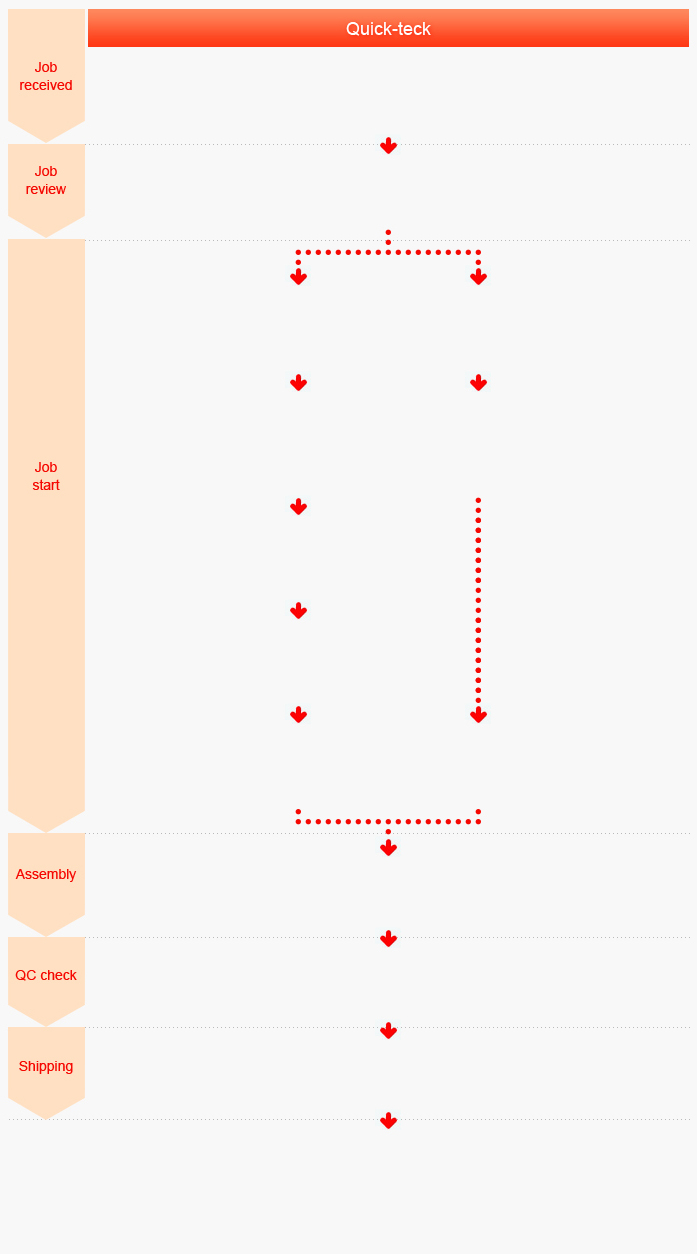 Quick-teck
Job
received
Job
review
Job
start
Assembly
QC check
Shipping